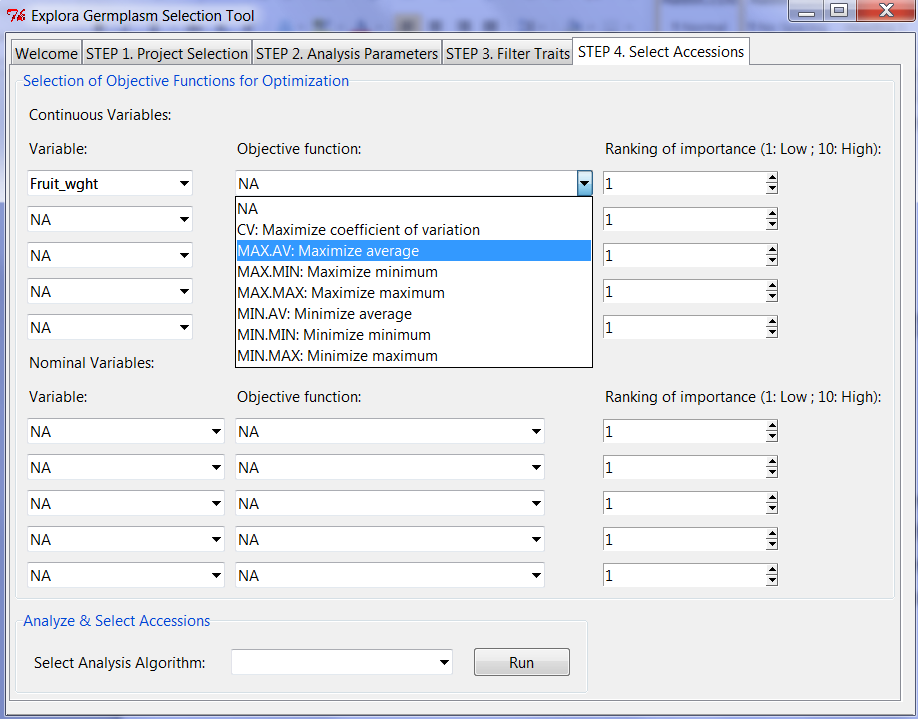 Explora Germplasm Selection Tool
Welcome STEP 1. Project Selection STEP 2. Analysis Parameters STEP 3. Filter Traits STEP 4. Select Accessions
Selection of Objective Functions for Optimization
Continuous Variables:
Variable: Objective function: Ranking of importance (1: Low ; 10: High):
Fruit_wght NA 1
NA
NA 1
CV: Maximize coefficient of variation
MAX.AV: Maximize average
NA 1
MAX.MIN: Maximize minimum
NA MAX.MAX: Maximize maximum 1
MIN.AV: Minimize average
NA 1
MIN.MIN: Minimize minimum
MIN.MAX: Minimize maximum
Nominal Variables:
Variable: Objective function: Ranking of importance (1: Low ; 10: High):
NA NA 1
NA NA 1
NA NA 1
NA NA 1
NA NA 1
Analyze & Select Accessions
Select Analysis Algorithm: Run